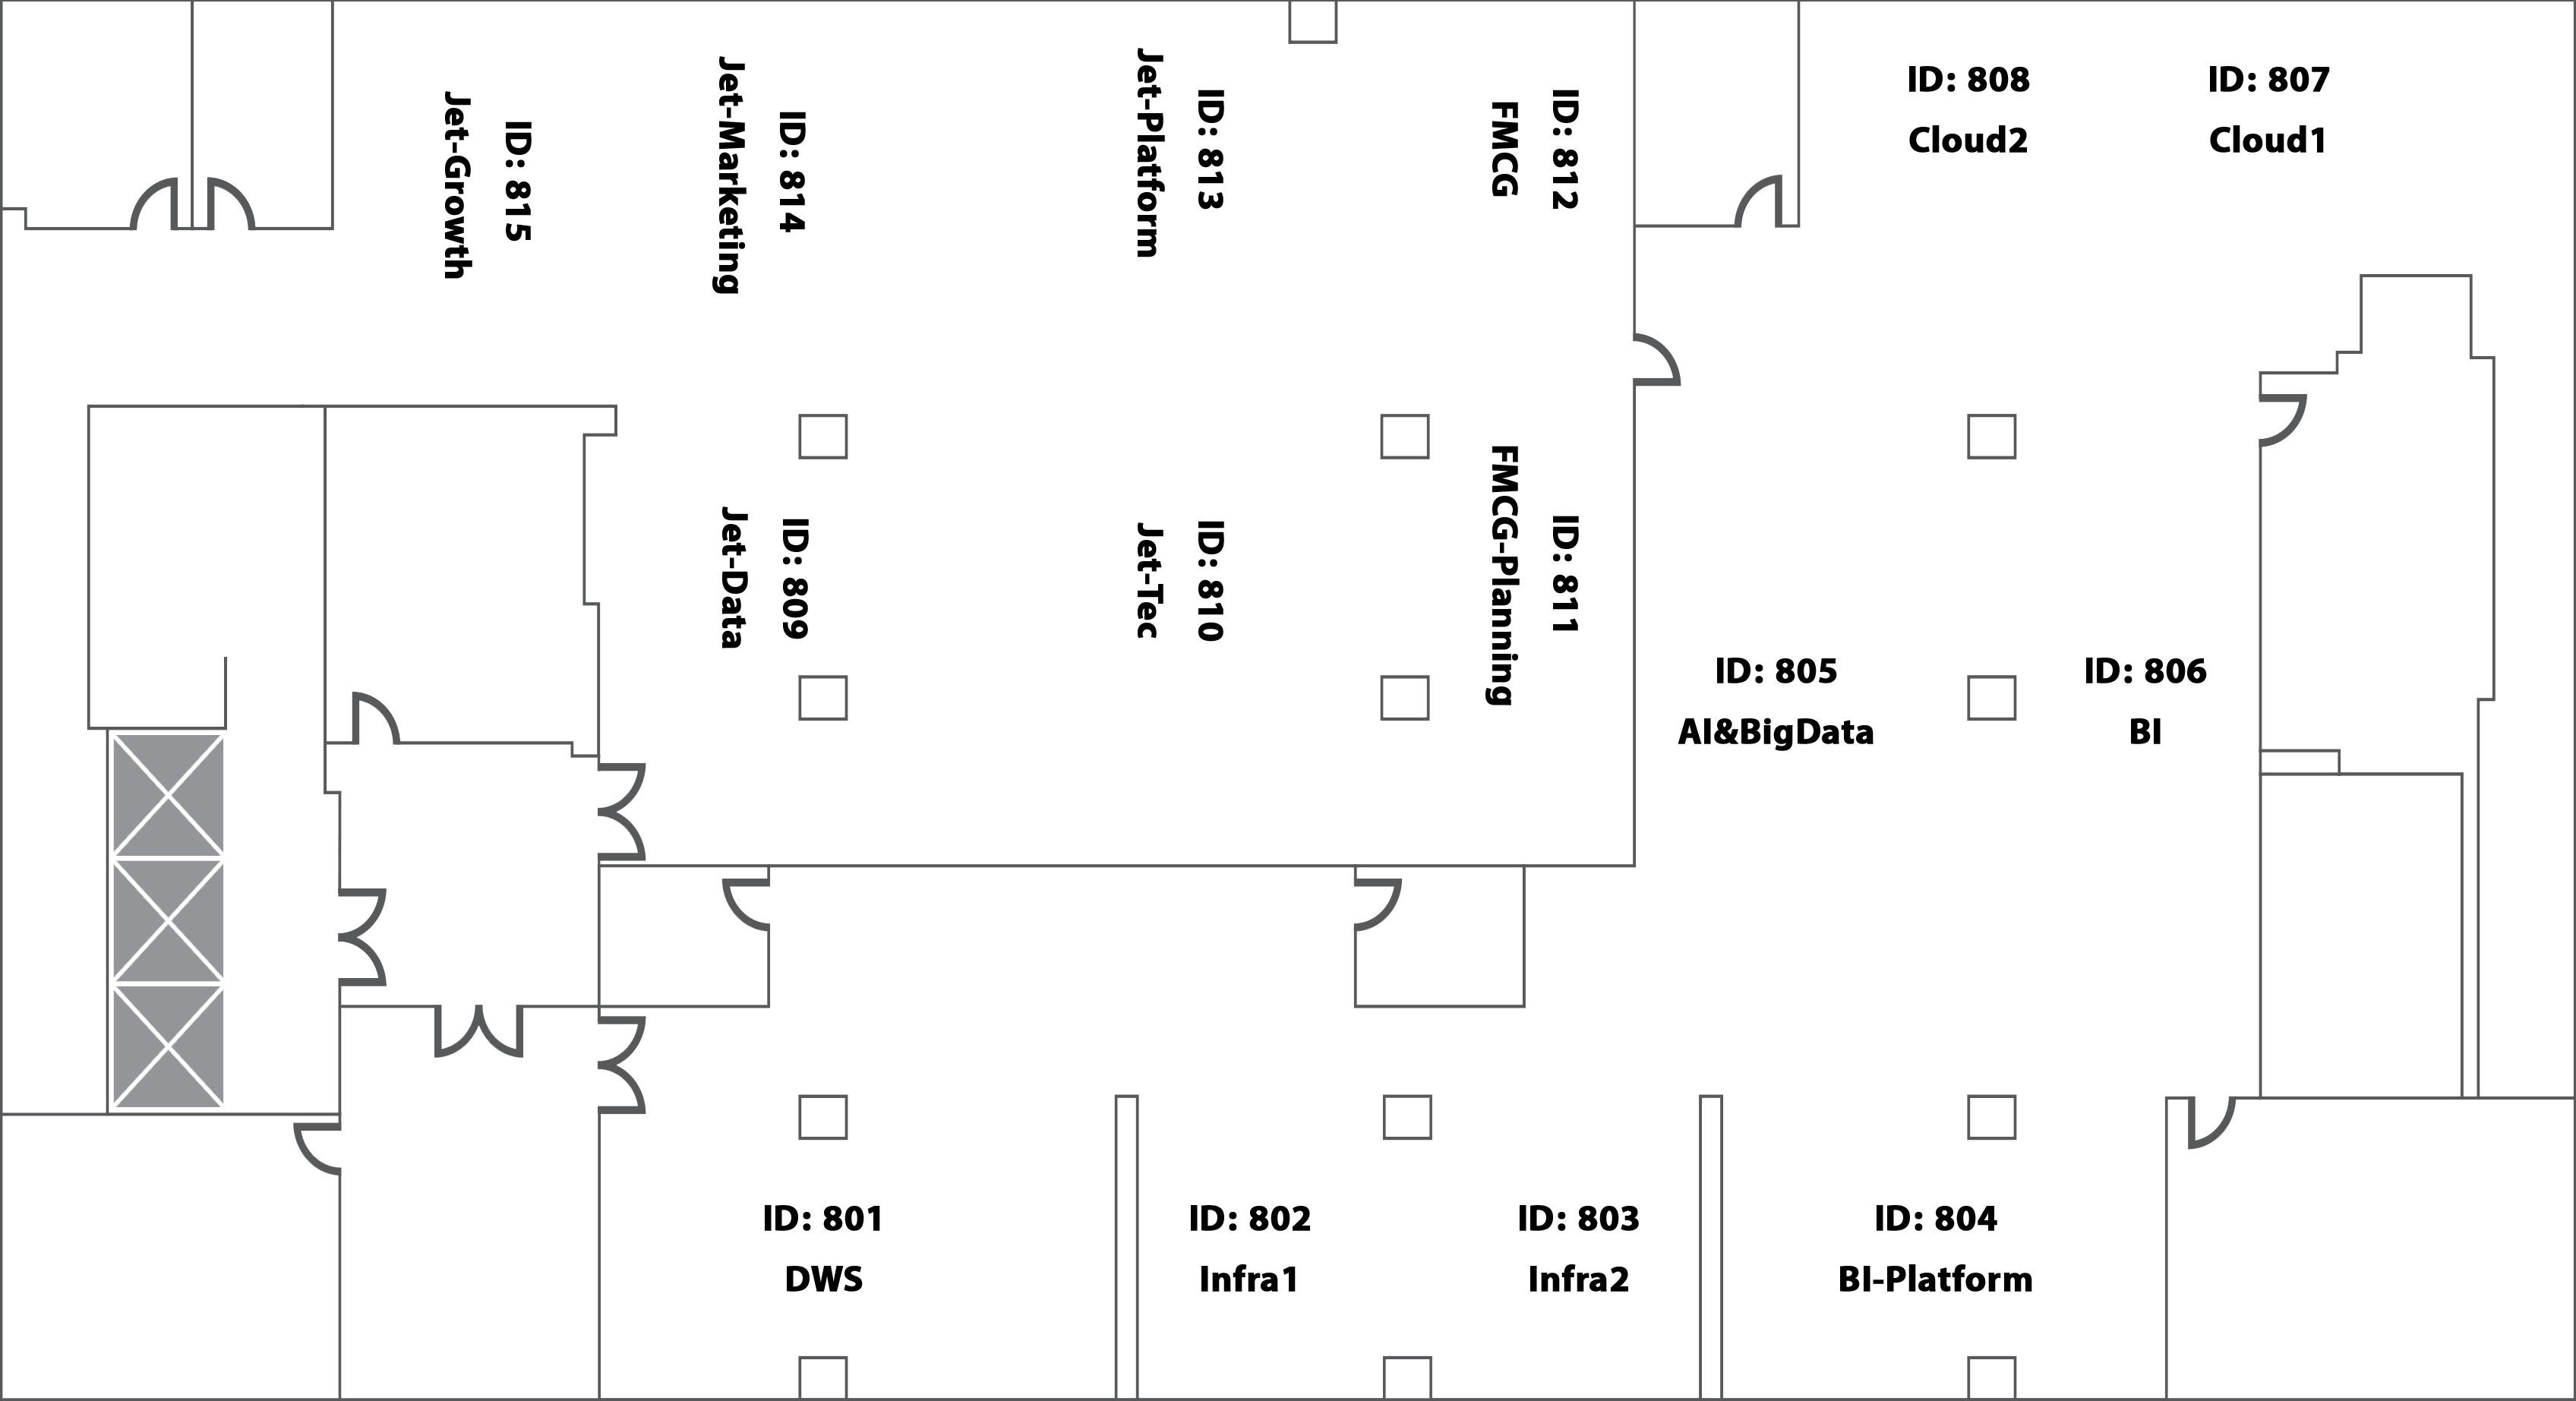 ID: 815
Jet-Growth
ID: 814
Jet-Marketing
ID: 813
Jet-Platform
ID: 812
FMCG
ID: 808
Cloud2
ID: 807
Cloud1
ID: 809
Jet-Data
ID: 810
Jet-Tec
ID: 811
FMCG-Planning
ID: 805
AI&BigData
ID: 806
BI
ID: 801
DWS
ID: 802
Infra1
ID: 803
Infra2
ID: 804
BI-Platform